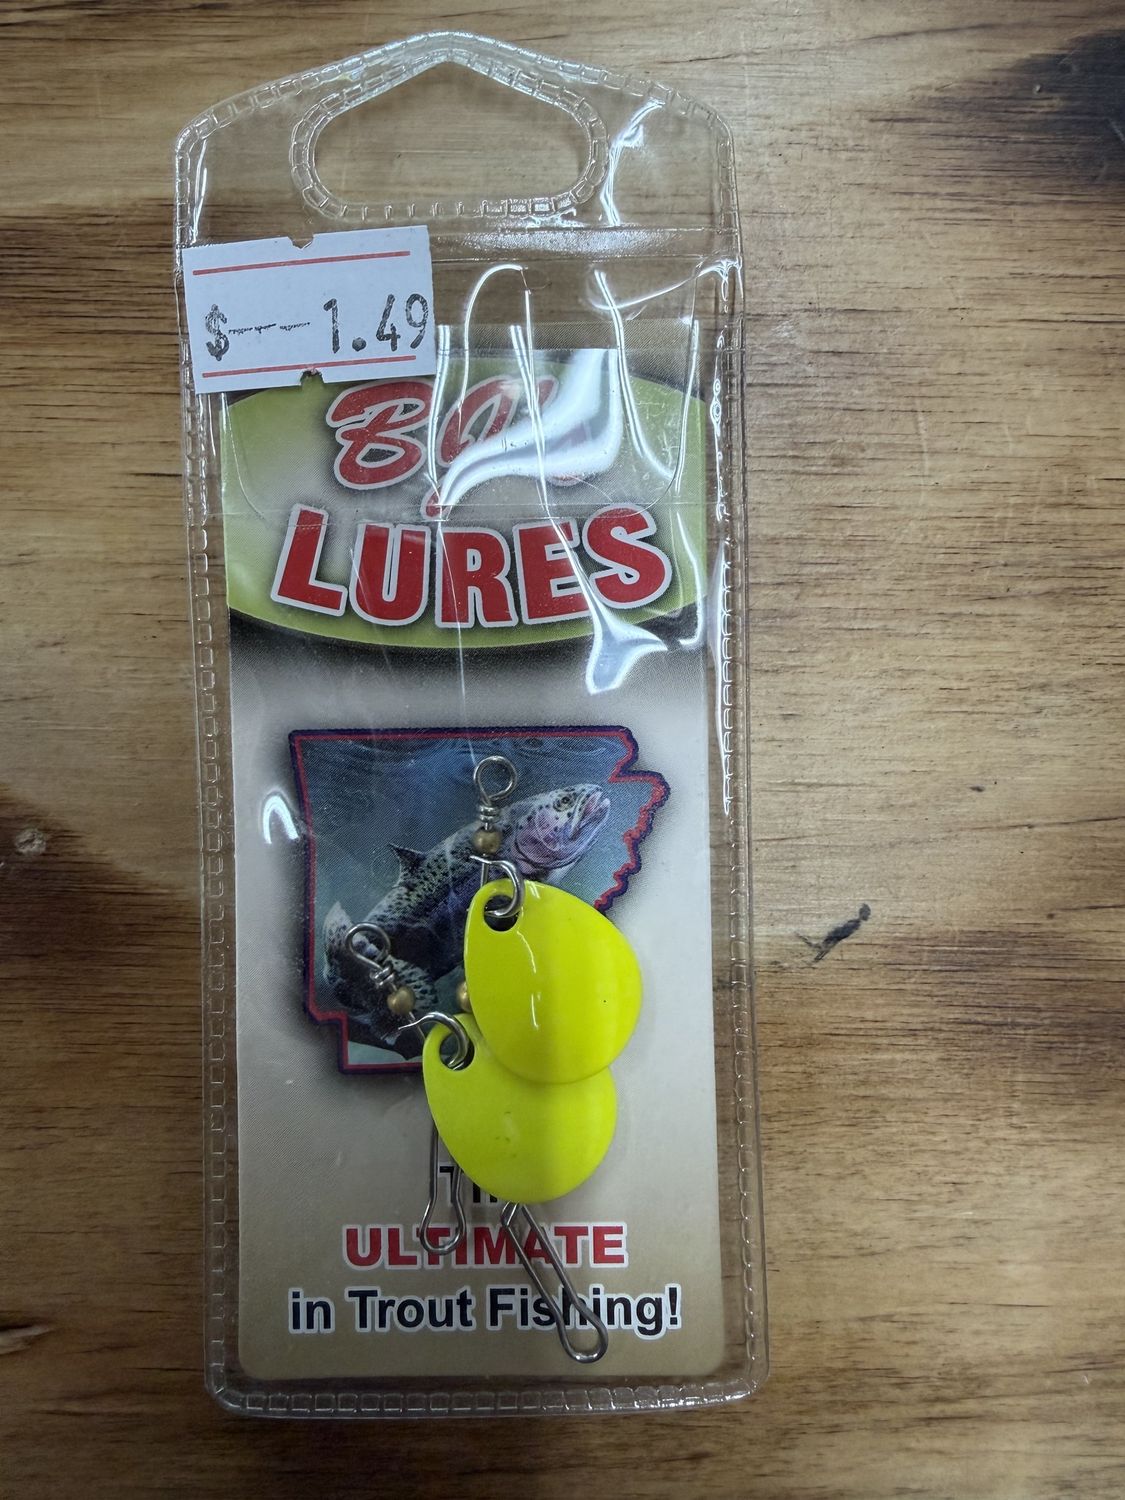 $--- 1.49
LURES
ULTIMATE
in Trout Fishing!